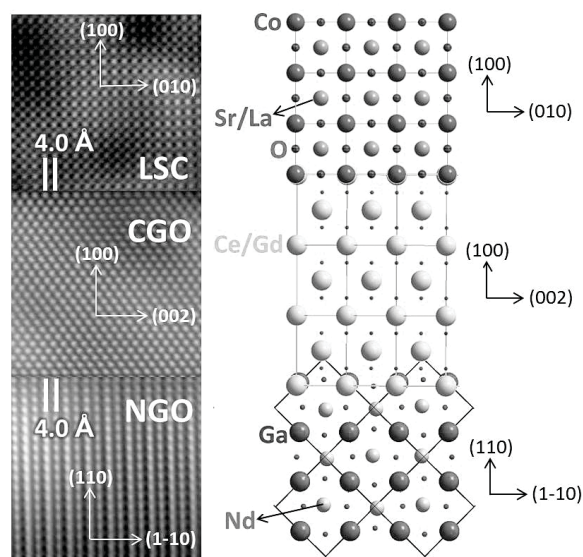 (100)
(010)
4.0 Å
LSC
CGO
(100)
(002)
NGO
4.0 Å
(110)
(1-10)
Co
Sr/La
O
(100)
(010)
Ce/Gd
(100)
(002)
Ga
Nd
(110)
(1-10)